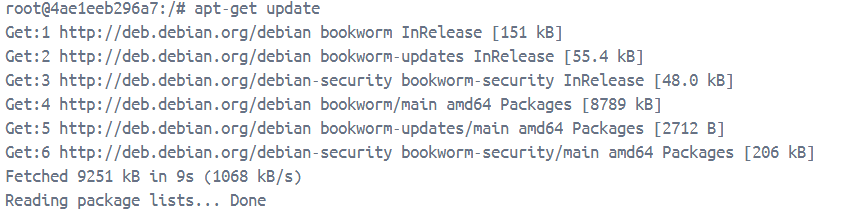 root@4ae1eeb296a7:/# apt-get update
Get:1 http://deb.debian.org/debian bookworm InRelease [151 kB]
Get:2 http://deb.debian.org/debian bookworm-updates InRelease [55.4 kB]
Get:3 http://deb.debian.org/debian-security bookworm-security InRelease [48.0 kB]
Get:4 http://deb.debian.org/debian bookworm/main amd64 Packages [8789 kB]
Get:5 http://deb.debian.org/debian bookworm-updates/main amd64 Packages [2712 B]
Get:6 http://deb.debian.org/debian-security bookworm-security/main amd64 Packages [206 kB]
Fetched 9251 kB in 9s (1068 kB/s)
Reading package lists... Done